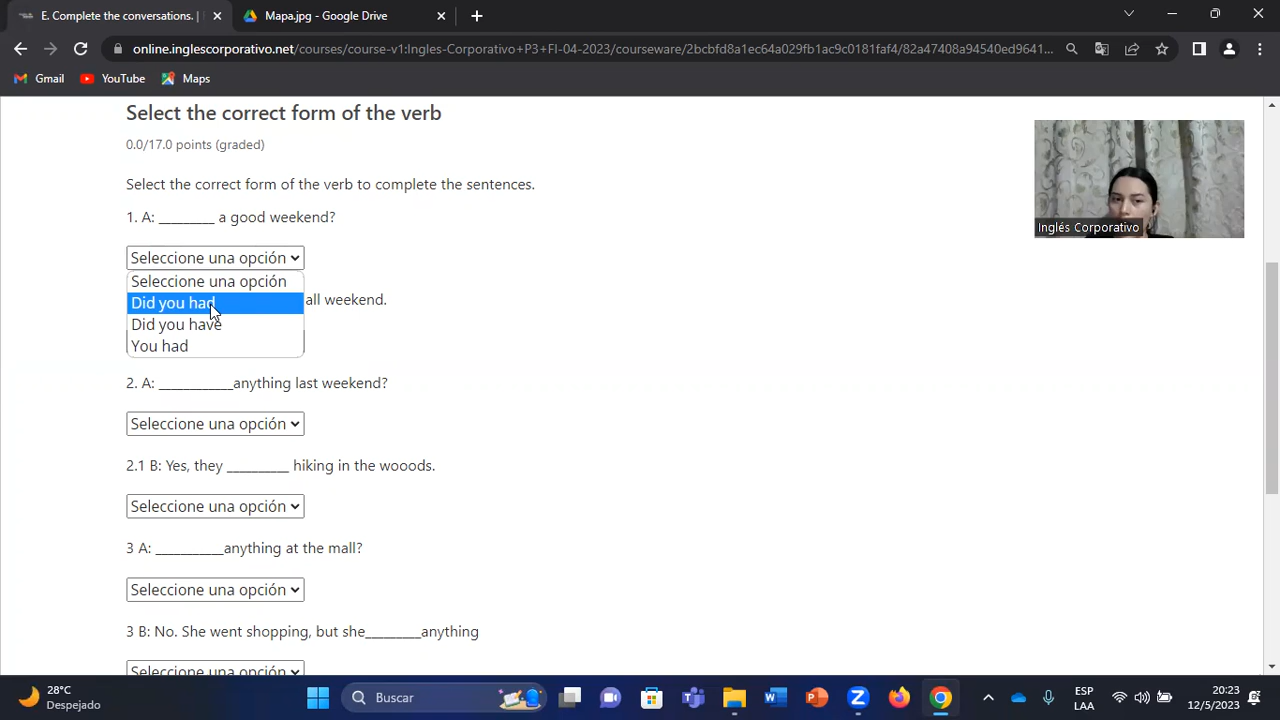 E. Complete the conversations. |
Mapa.jpg - Google Drive
online.inglescorporativo.net/courses/course-v1:Ingles-Corporativo+P3+FI-04-2023/courseware/2bcbfd8a1ec64a029fb1ac9c0181faf4/82a47408a94540ed9641...
Gmail
YouTube
Maps
Select the correct form of the verb
0.0/17.0 points (graded)
Select the correct form of the verb to complete the sentences.
1. A: _________ a good weekend?
Seleccione una opción
Seleccione una opción
Did you had
all weekend.
Did you have
You had
2. A: ____________anything last weekend?
Seleccione una opción
2.1 B: Yes, they __________ hiking in the wooods.
Seleccione una opción
3 A: ___________anything at the mall?
Seleccione una opción
3 B: No. She went shopping, but she_________anything
Seleccione una opción
Inglés Corporativo
28°C
Despejado
Buscar
ESP
LAA
20:23
12/5/2023